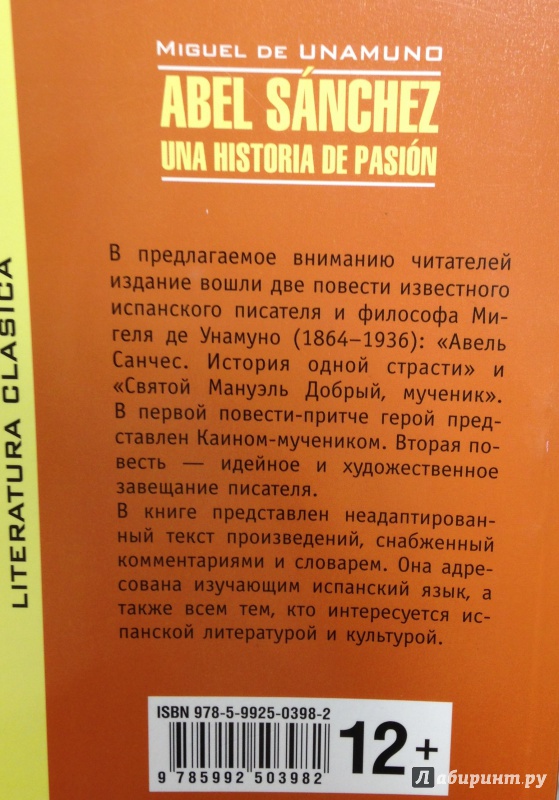 MIGUEL DE UNAMUNO
ABEL SÁNCHEZ
UNA HISTORIA DE PASIÓN
В предлагаемое вниманию читателей
издание вошли две повести известного
испанского писателя и философа Ми-
геля де Унамуно (1864–1936): «Авель
Санчес. История одной страсти» и
«Святой Мануэль Добрый, мученик».
В первой повести-притче герой пред-
ставлен Каином-мучеником. Вторая по-
весть — идейное и художественное
завещание писателя.
В книге представлен неадаптирован-
ный текст произведений, снабженный
комментариями и словарем. Она адре-
сована изучающим испанский язык, а
также всем тем, кто интересуется ис-
панской литературой и культурой.
LITERATURA CLASICA
ISBN 978-5-9925-0398-2
9 785992 503982
12+
Лабиринт.ру